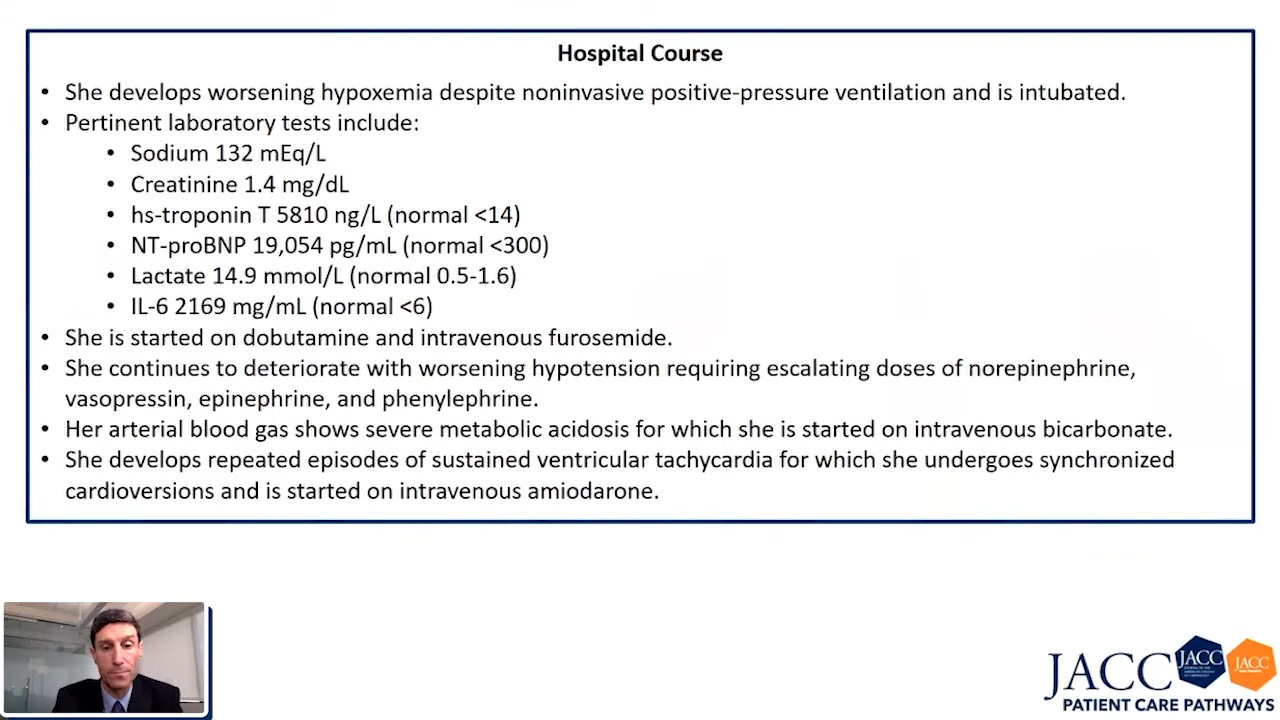 Hospital Course
• She develops worsening hypoxemia despite noninvasive positive-pressure ventilation and is intubated.
• Pertinent laboratory tests include:
• Sodium 132 mEq/L
• Creatinine 1.4 mg/dL
• hs-troponin T 5810 ng/L (normal <14)
• NT-proBNP 19,054 pg/mL (normal <300)
• Lactate 14.9 mmol/L (normal 0.5-1.6)
• IL-6 2169 mg/mL (normal <6)
• She is started on dobutamine and intravenous furosemide.
• She continues to deteriorate with worsening hypotension requiring escalating doses of norepinephrine,
vasopressin, epinephrine, and phenylephrine.
• Her arterial blood gas shows severe metabolic acidosis for which she is started on intravenous bicarbonate.
• She develops repeated episodes of sustained ventricular tachycardia for which she undergoes synchronized
cardioversions and is started on intravenous amiodarone.
JACC
JACC
JACC
PATIENT CARE PATHWAYS